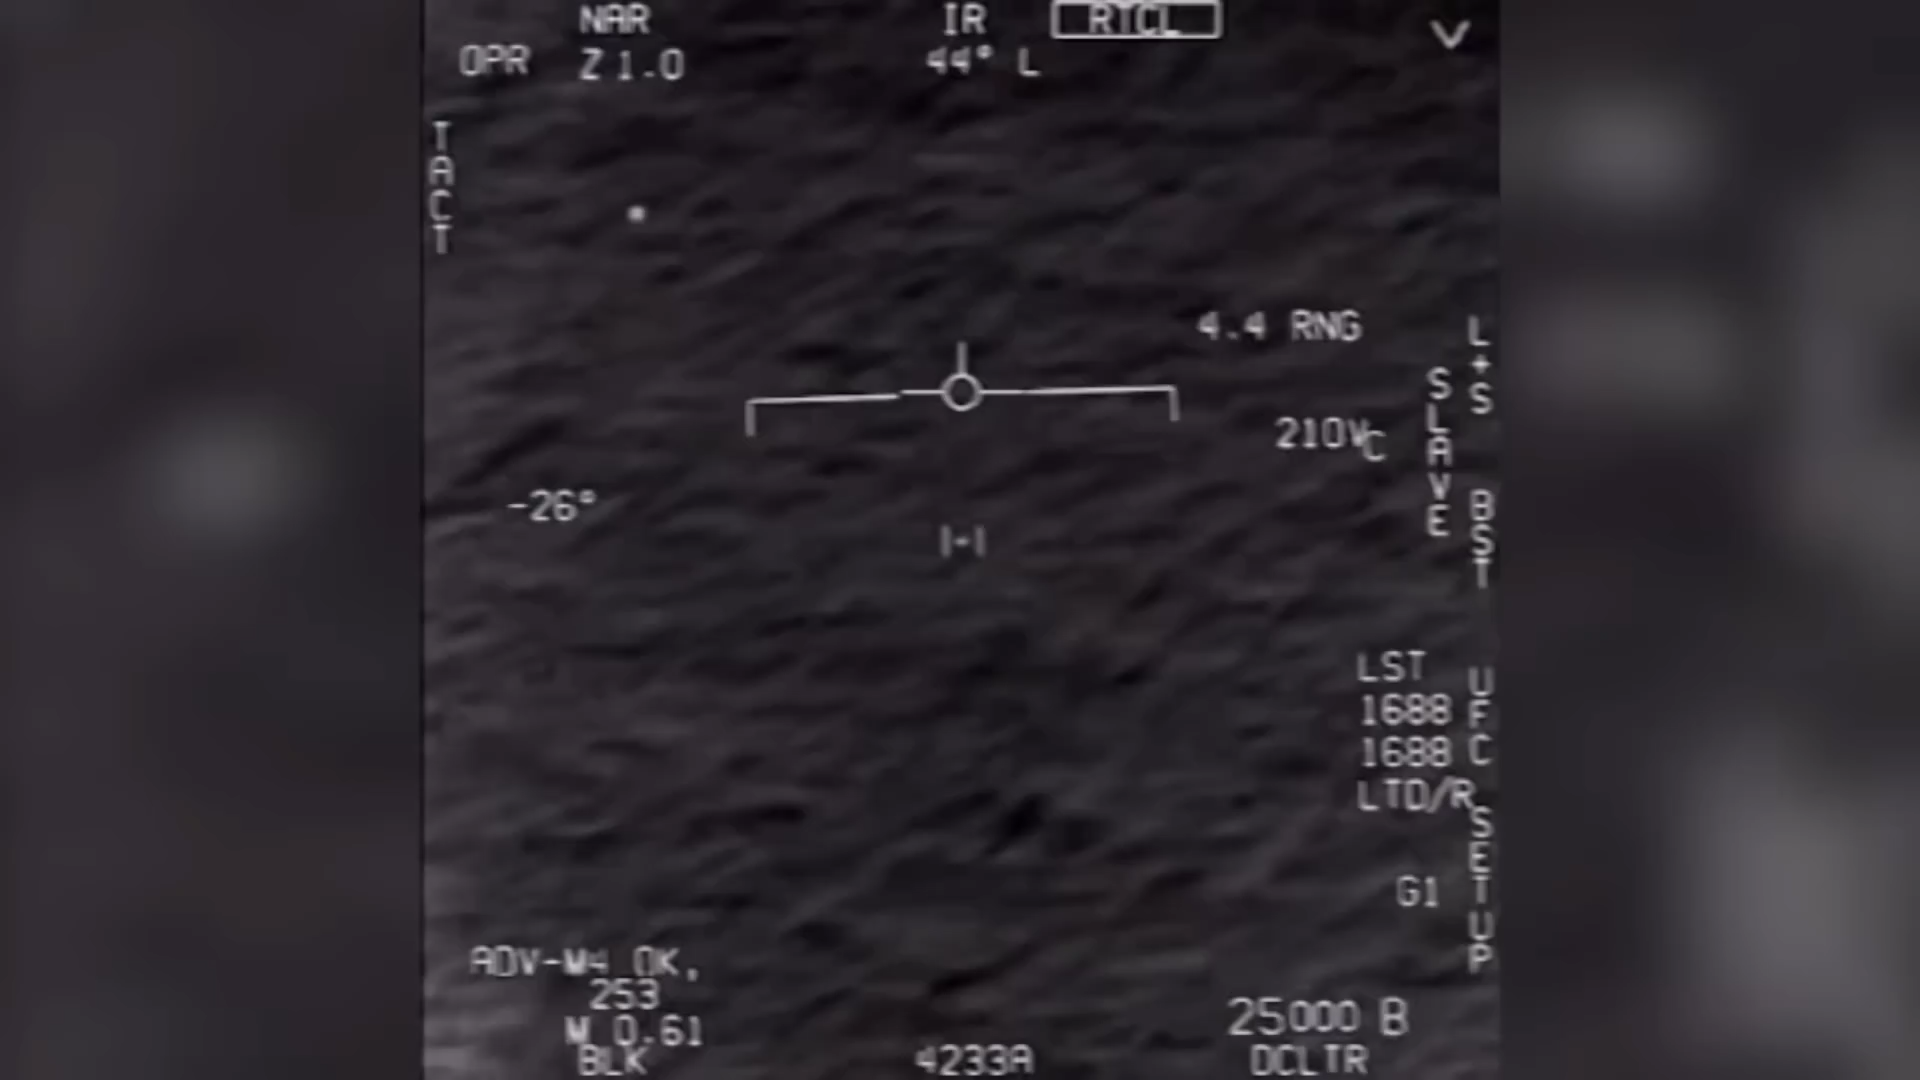 NAR IR RTCL
OPR Z 1.0 44° L
TACT
4.4 RNG
L+S
SLAVE
210VC
-26°
BST
LST
1688
1688
UFC
LTD/R
SETUP
G1
ADV-M4 OK,
253
M 0.61
25000 B
BLK 4233A DCLTR